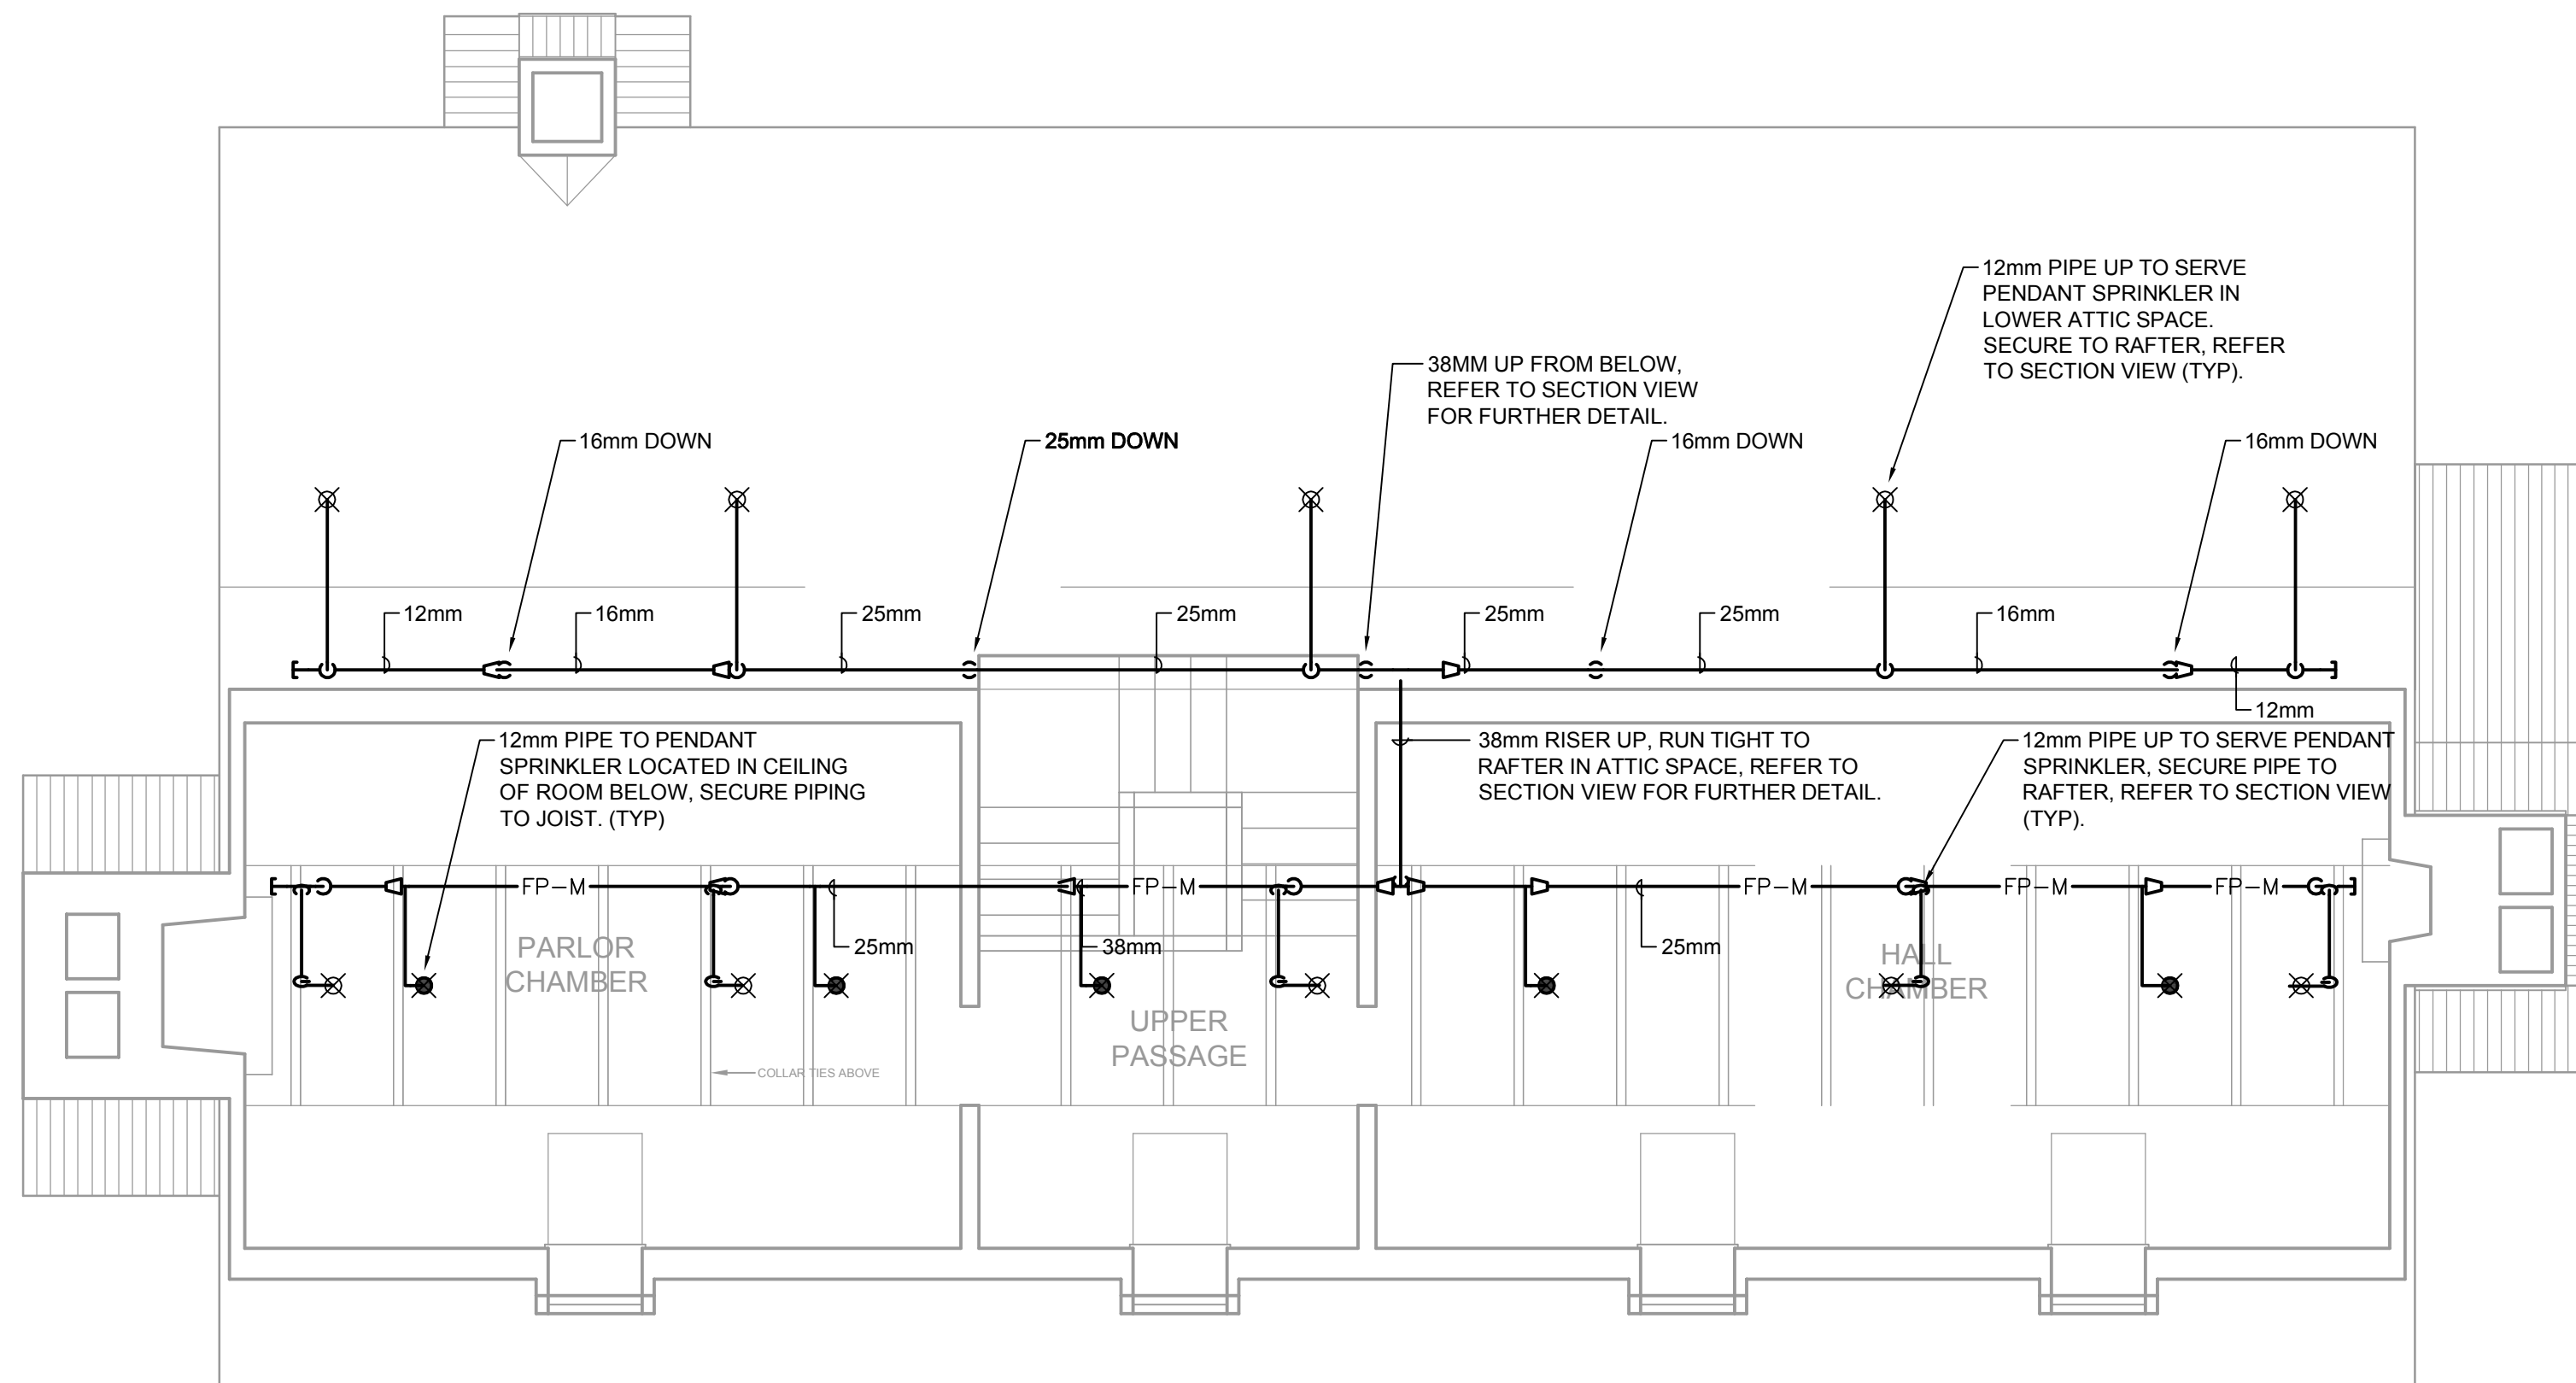 12mm PIPE UP TO SERVE
PENDANT SPRINKLER IN
LOWER ATTIC SPACE.
SECURE TO RAFTER, REFER
TO SECTION VIEW (TYP).
38MM UP FROM BELOW,
REFER TO SECTION VIEW
FOR FURTHER DETAIL.
16mm DOWN
25mm DOWN
16mm DOWN
16mm DOWN
12mm
16mm
25mm
25mm
25mm
25mm
16mm
12mm
12mm PIPE TO PENDANT
SPRINKLER LOCATED IN CEILING
OF ROOM BELOW, SECURE PIPING
TO JOIST. (TYP)
38mm RISER UP, RUN TIGHT TO
RAFTER IN ATTIC SPACE, REFER TO
SECTION VIEW FOR FURTHER DETAIL.
12mm PIPE UP TO SERVE PENDANT
SPRINKLER, SECURE PIPE TO
RAFTER, REFER TO SECTION VIEW
(TYP).
FP-M
FP-M
FP-M
FP-M
FP-M
PARLOR
CHAMBER
25mm
38mm
25mm
HALL
CHAMBER
UPPER
PASSAGE
COLLAR TIES ABOVE